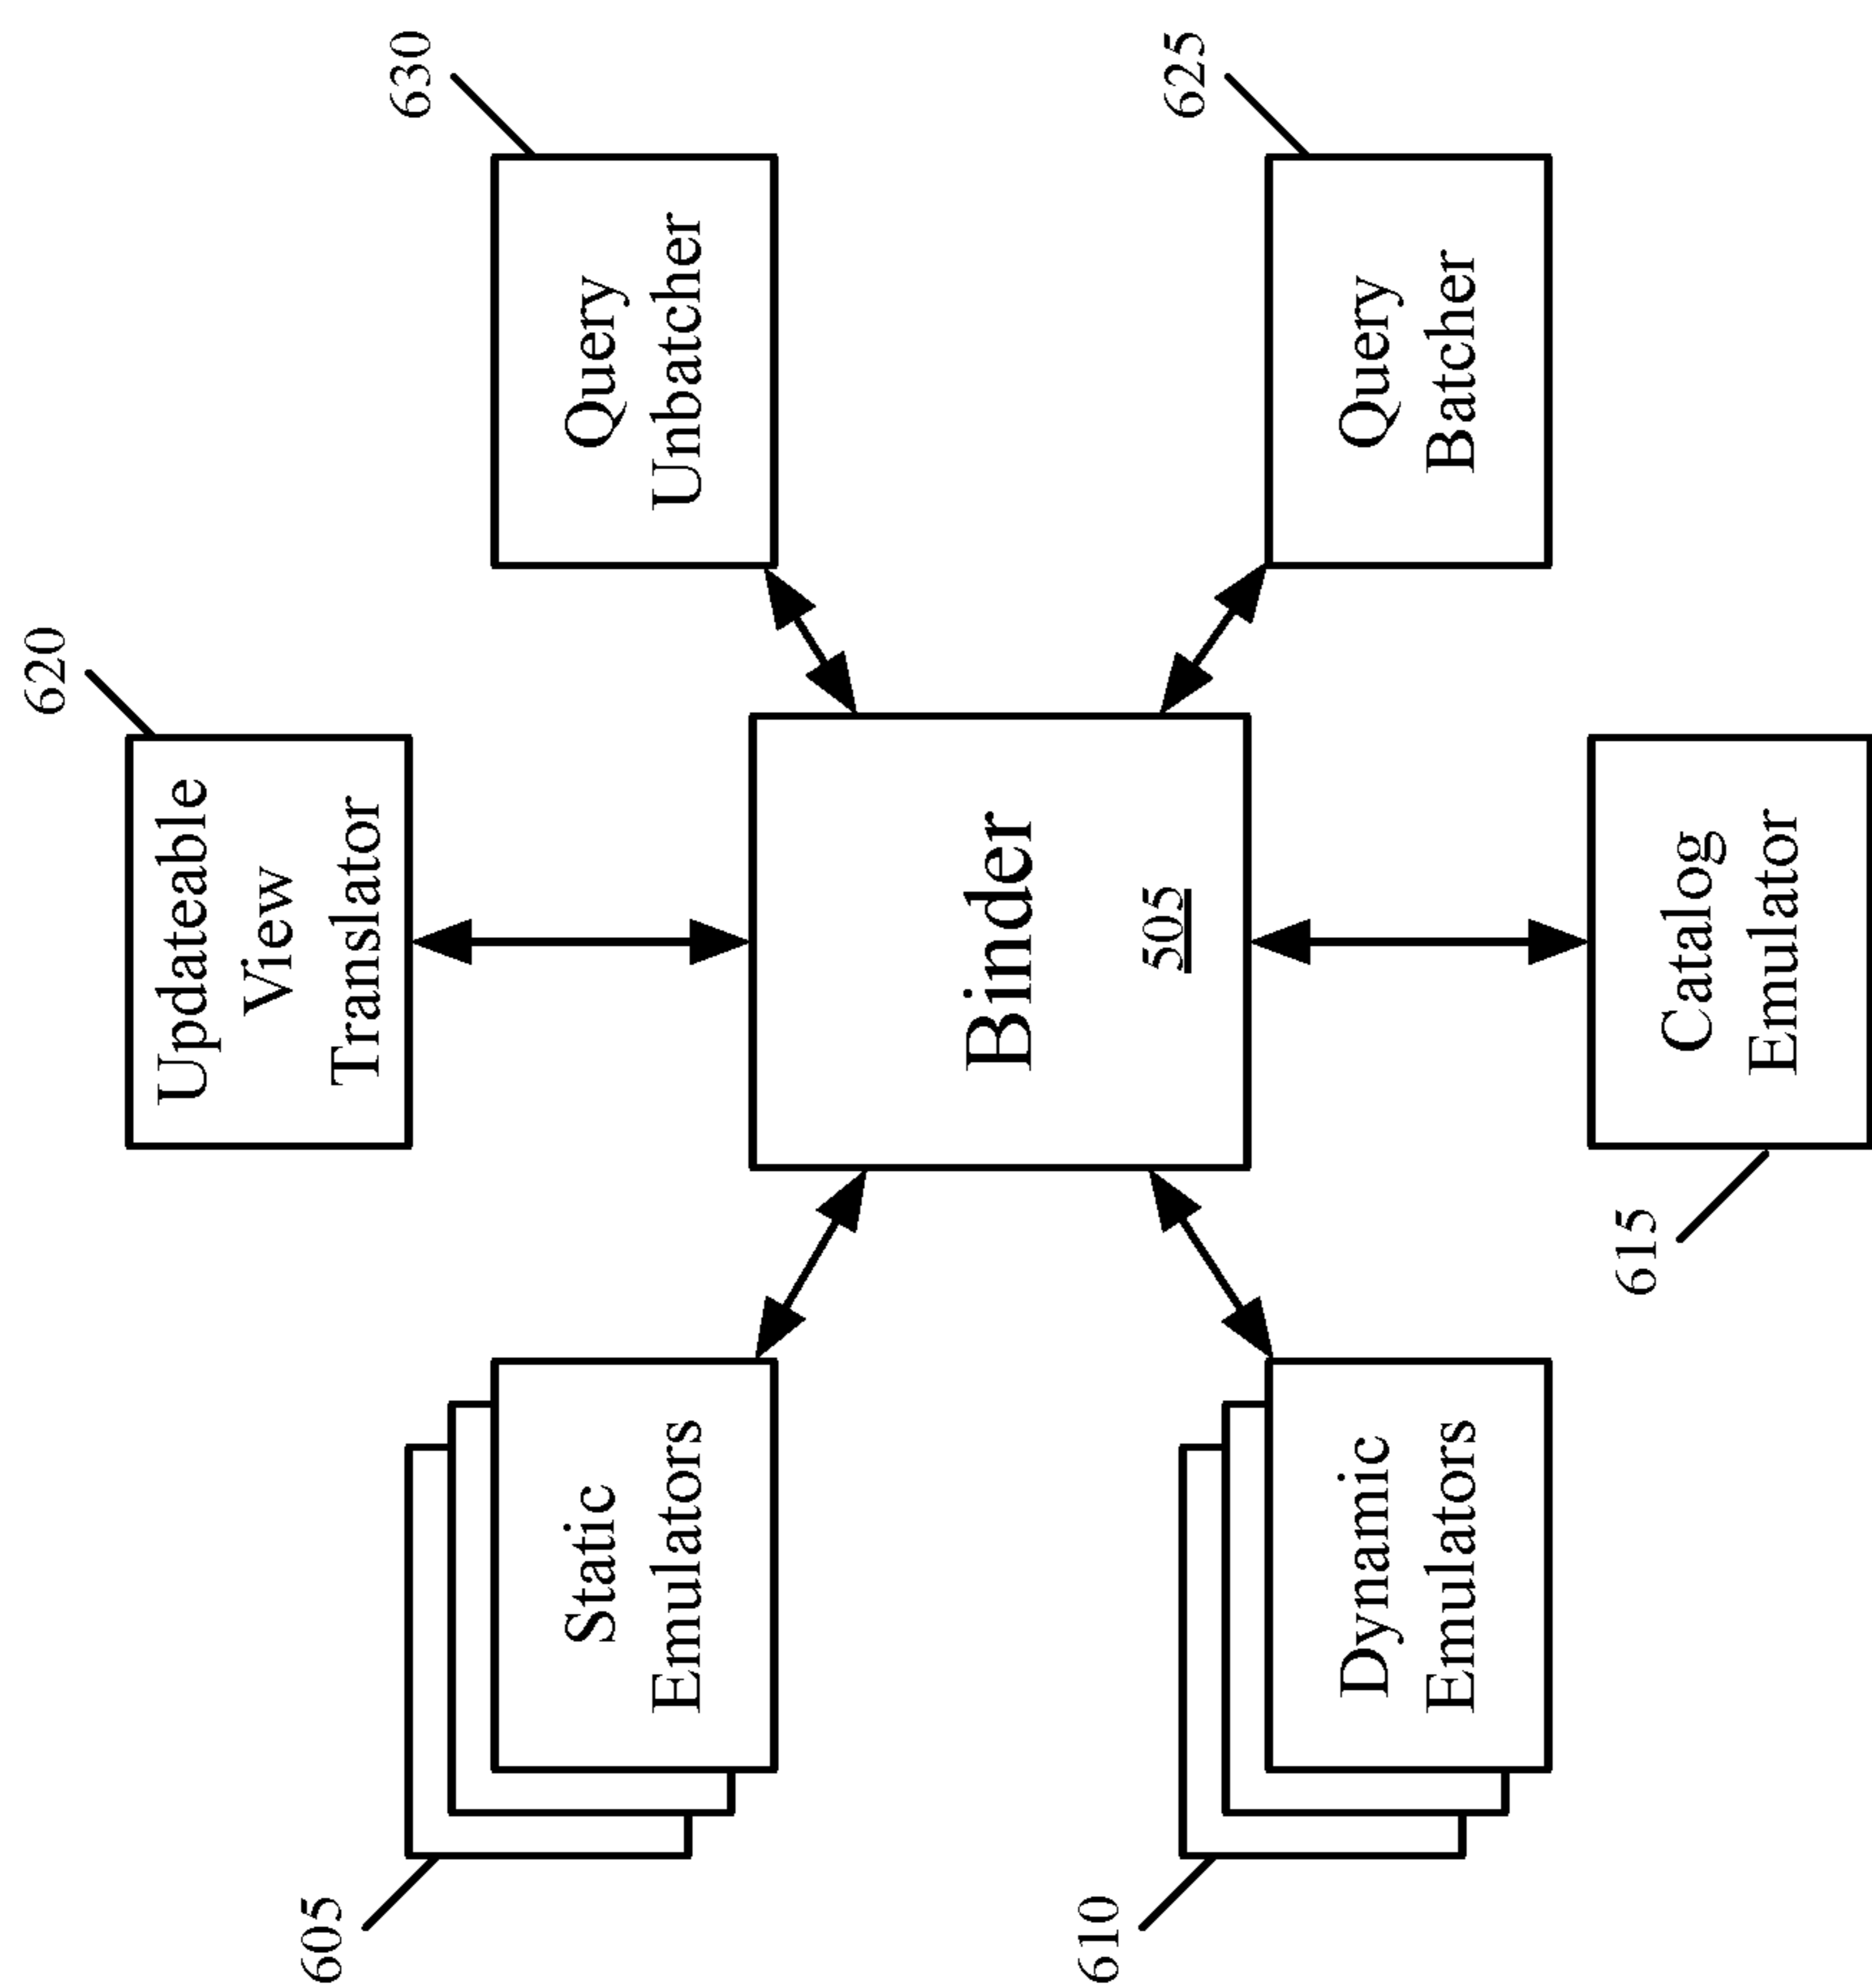 620
Updateable
View
Translator
605
Static
Emulators
630
Query
Unbatcher
Binder
505
610
Dynamic
Emulators
625
Query
Batcher
615
Catalog
Emulator